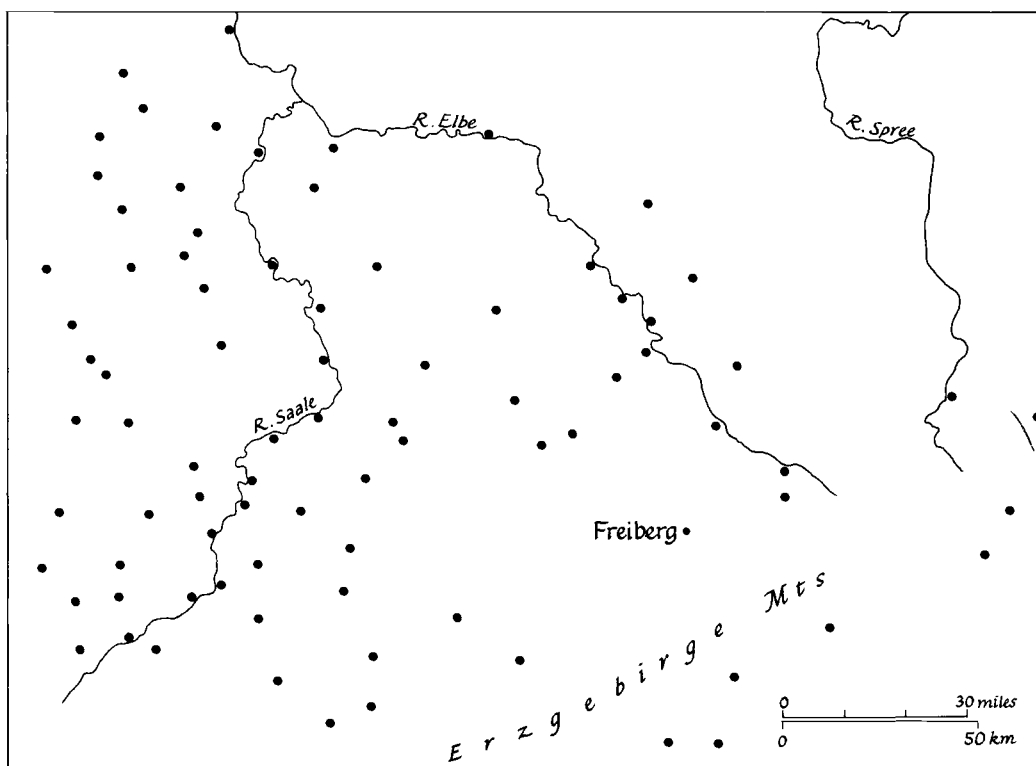 R. Elbe
R. Spree
R. Saale
Freiberg
Erzgebirge Mts
0 30 miles
0 50 km